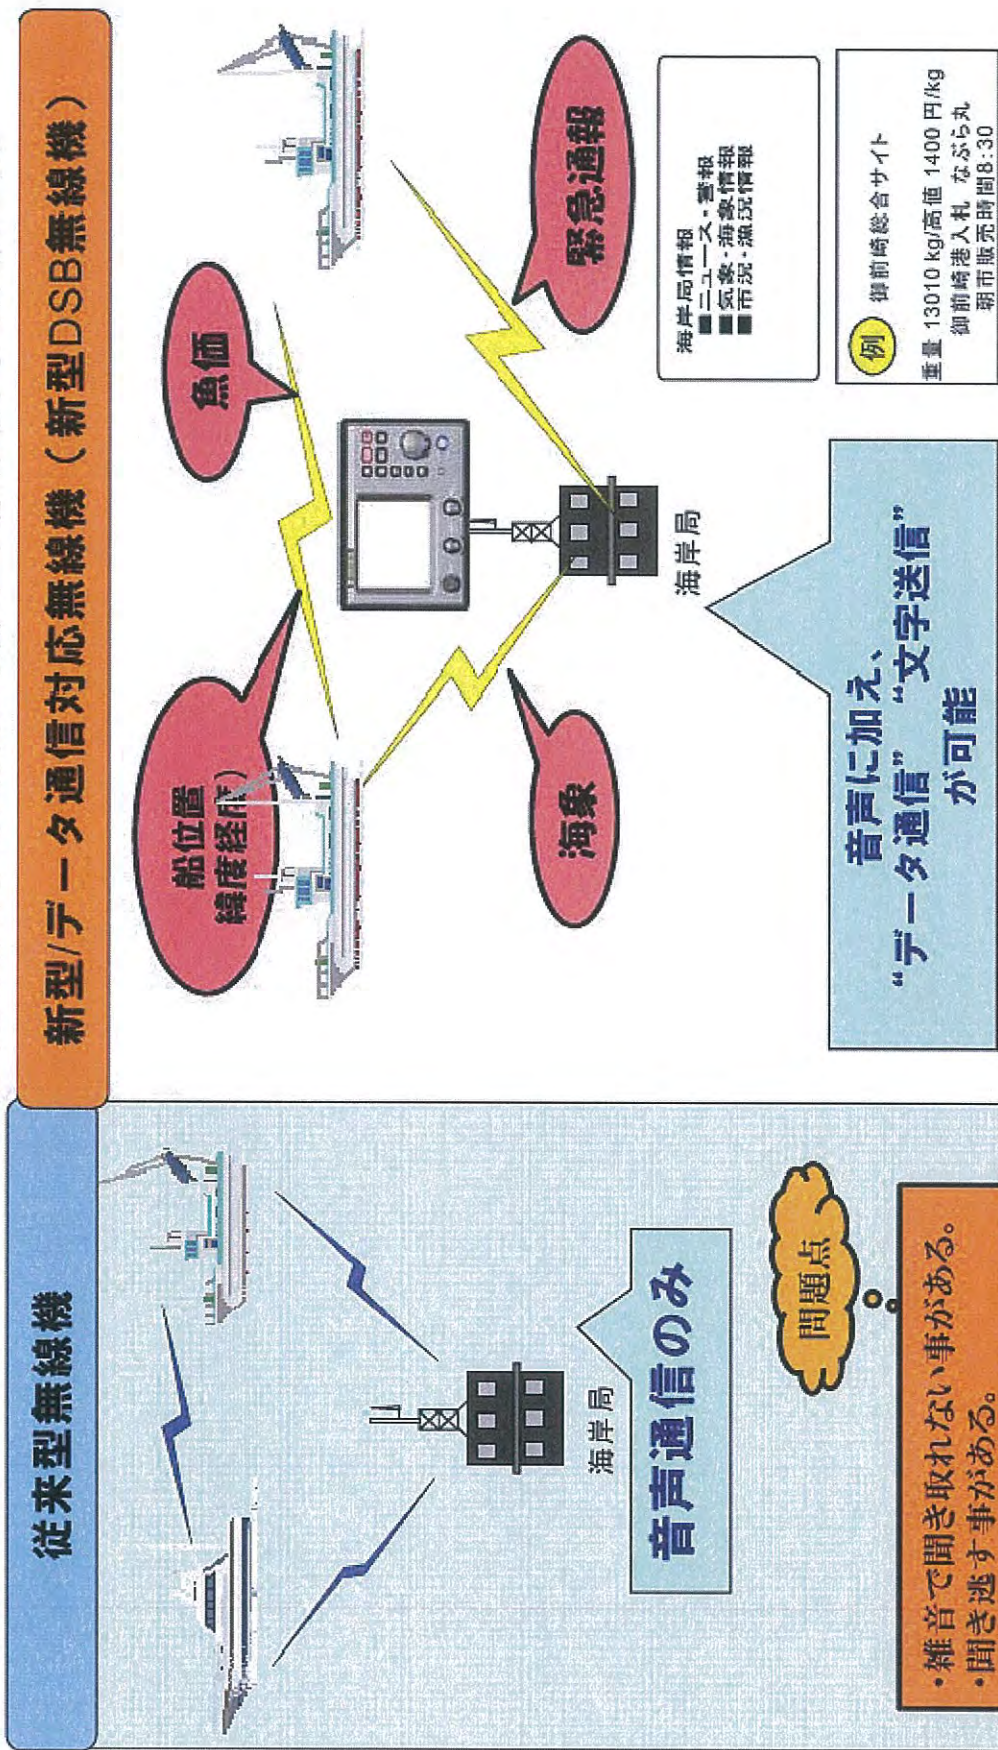 従来型無線機
海岸局
音声通信のみ
問題点
・雑音で聞き取れない事がある。
・聞き逃す事がある。
新型/データ通信対応無線機(新型DSB無線機)
船位置
緯度経度)
魚価
緊急通報
海象
海岸局
音声に加え、
“データ通信” “文字送信”
が可能
海岸局情報
■ニュース・警報
■気象・海象情報
■市況・漁況情報
例
御前崎総合サイト
重量 13010 kg/高値 1400 円/kg
御前崎港入札 なぶら丸
朝市販売時間8:30